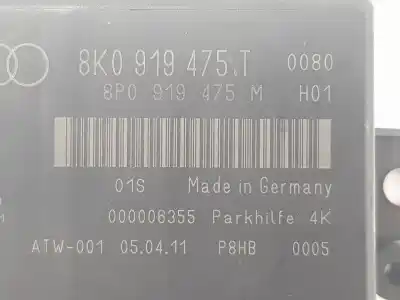 8K0 919 475 T 0080
8P0 919 475 M H01
01S Made in Germany
000006355 Parkhilfe 4K
ATW-001 05.04.11 P8HB 0005